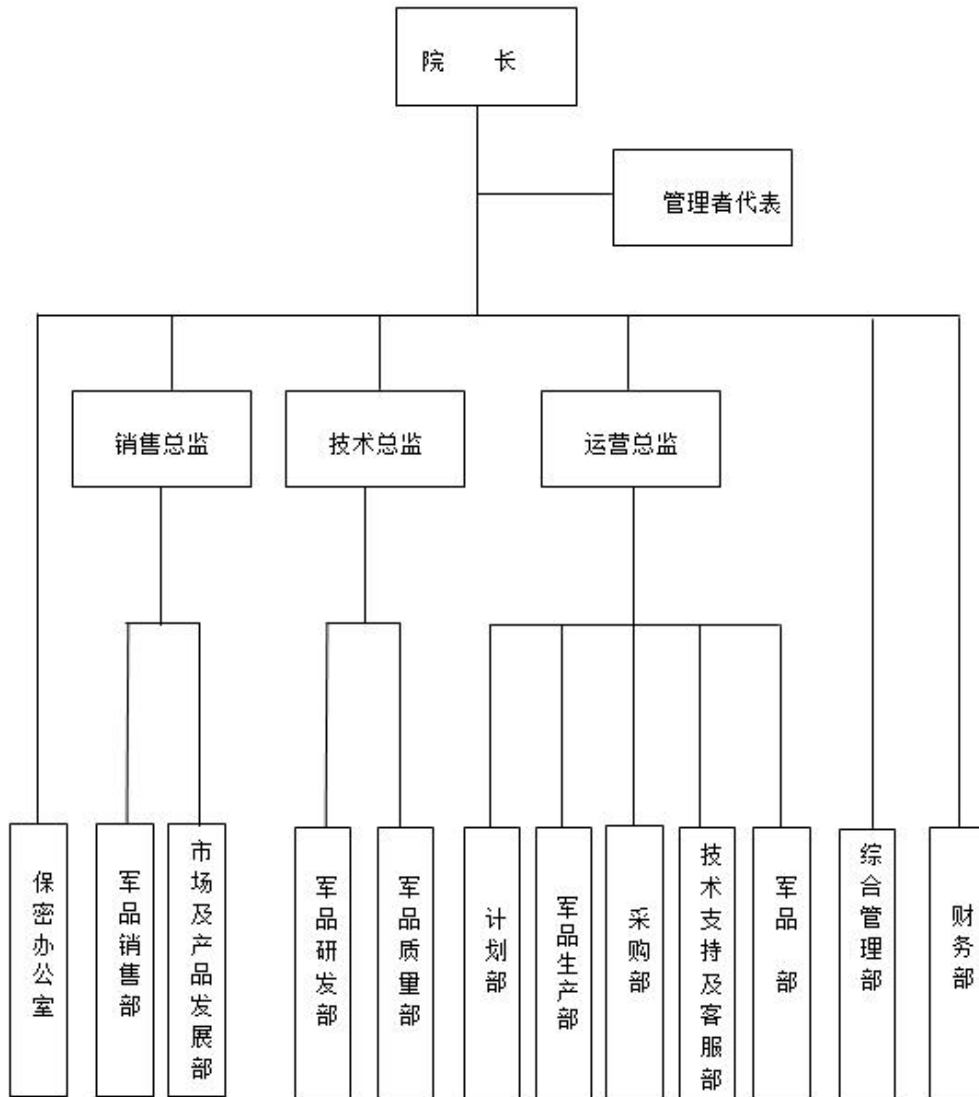 院 长
管理者代表
销售总监
技术总监
运营总监
保密办公室
军品销售部
市场及产品发展部
军品研发部
军品质量部
计划部
军品生产部
采购部
技术支持及客服部
军品 部
综合管理部
财务部